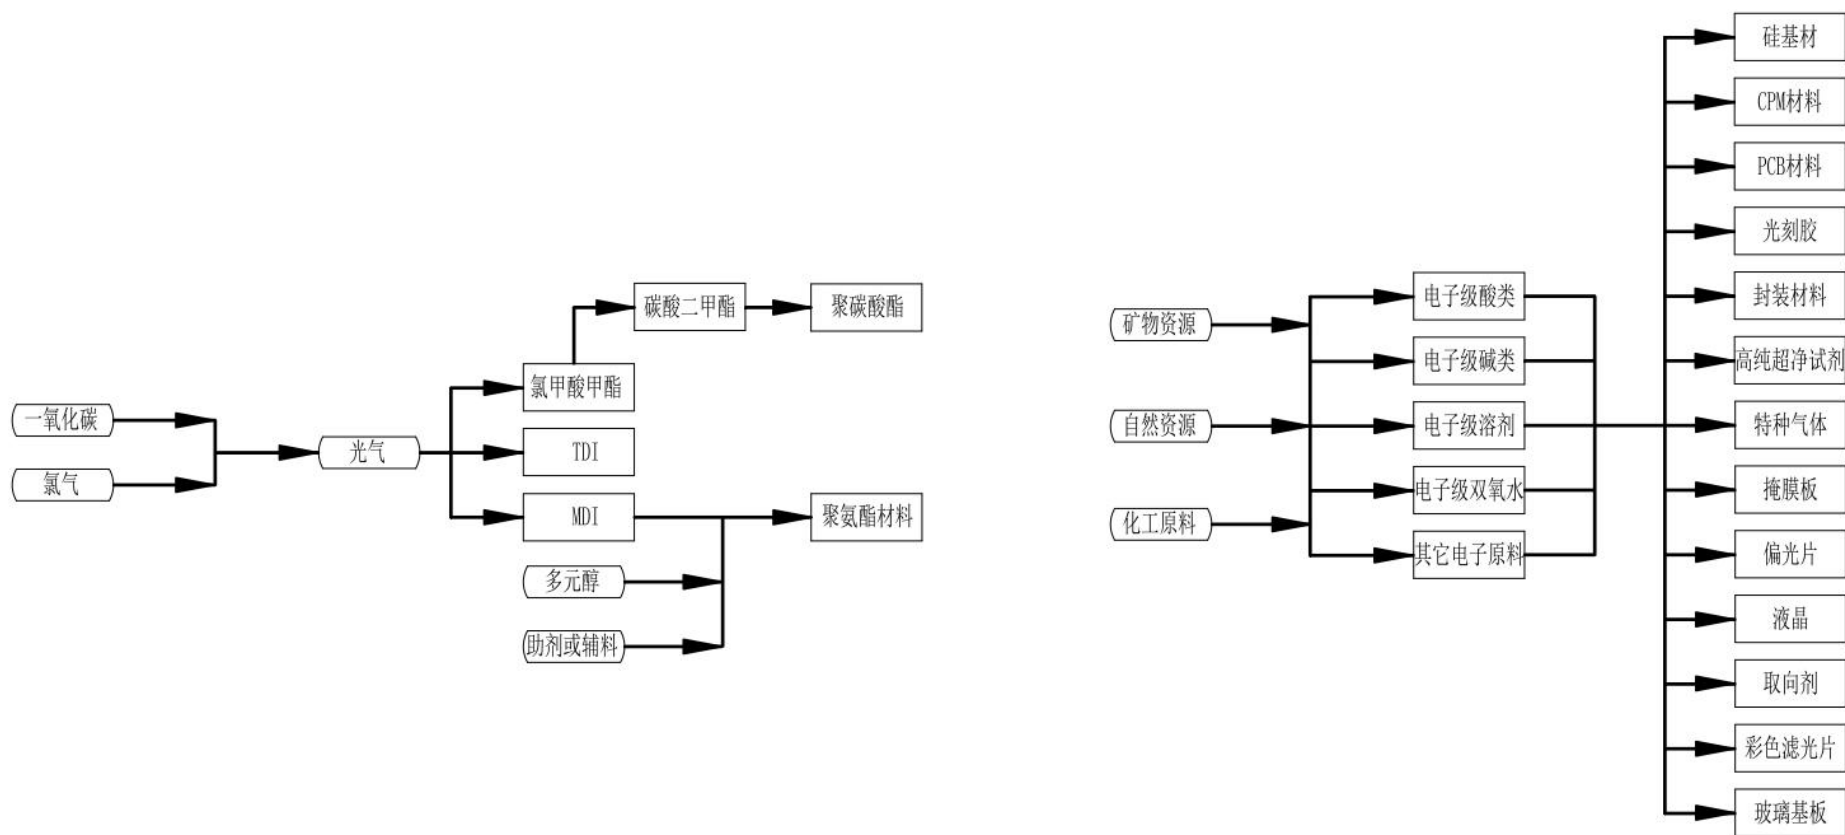 一氧化碳
氯气
光气
氯甲酸甲酯
TDI
MDI
多元醇
助剂或辅料
碳酸二甲酯
聚碳酸酯
聚氨酯材料
矿物资源
自然资源
化工原料
电子级酸类
电子级碱类
电子级溶剂
电子级双氧水
其它电子原料
硅基材
CPM材料
PCB材料
光刻胶
封装材料
高纯超净试剂
特种气体
掩膜板
偏光片
液晶
取向剂
彩色滤光片
玻璃基板